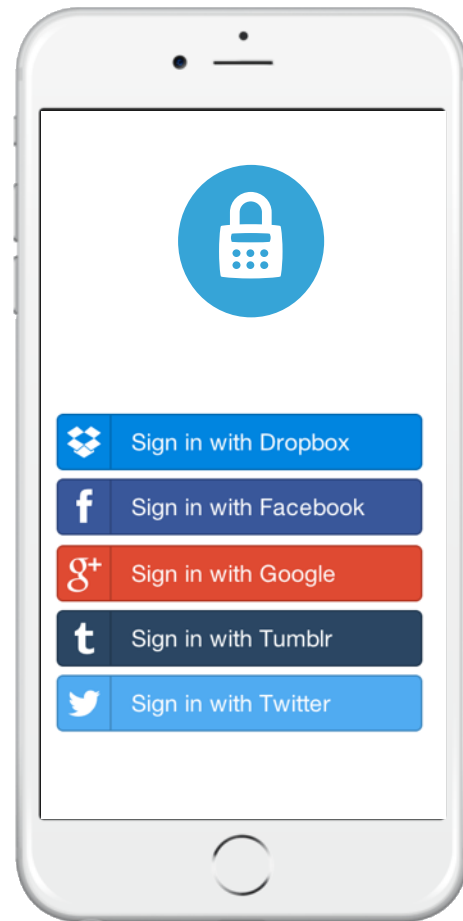 Sign in with Dropbox
f Sign in with Facebook
g+ Sign in with Google
t Sign in with Tumblr
Sign in with Twitter